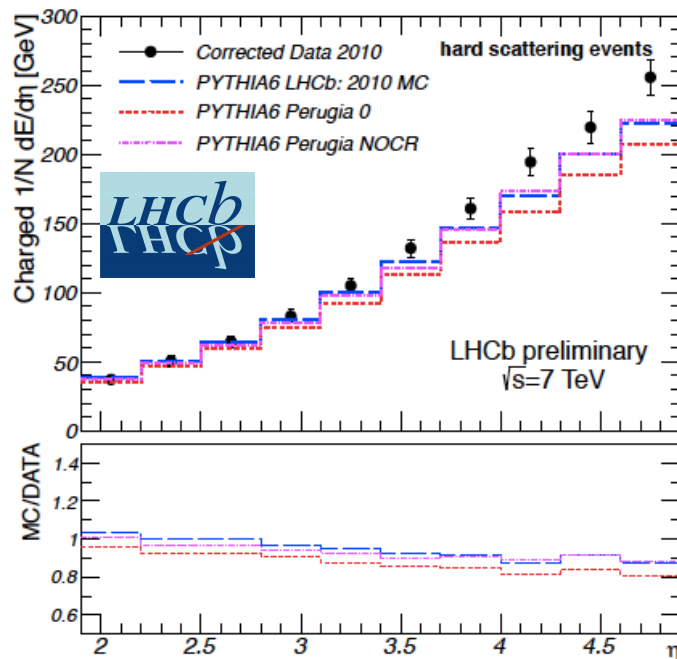 Charged 1/N dE/dη [GeV]
300
250
200
150
100
50
0
hard scattering events
Corrected Data 2010
PYTHIA6 LHCb: 2010 MC
PYTHIA6 Perugia 0
PYTHIA6 Perugia NOCR
LHCb
LHCp
LHCb preliminary
√s=7 TeV
MC/DATA
1.4
1.2
1
0.8
0.6
2 2.5 3 3.5 4 4.5 η